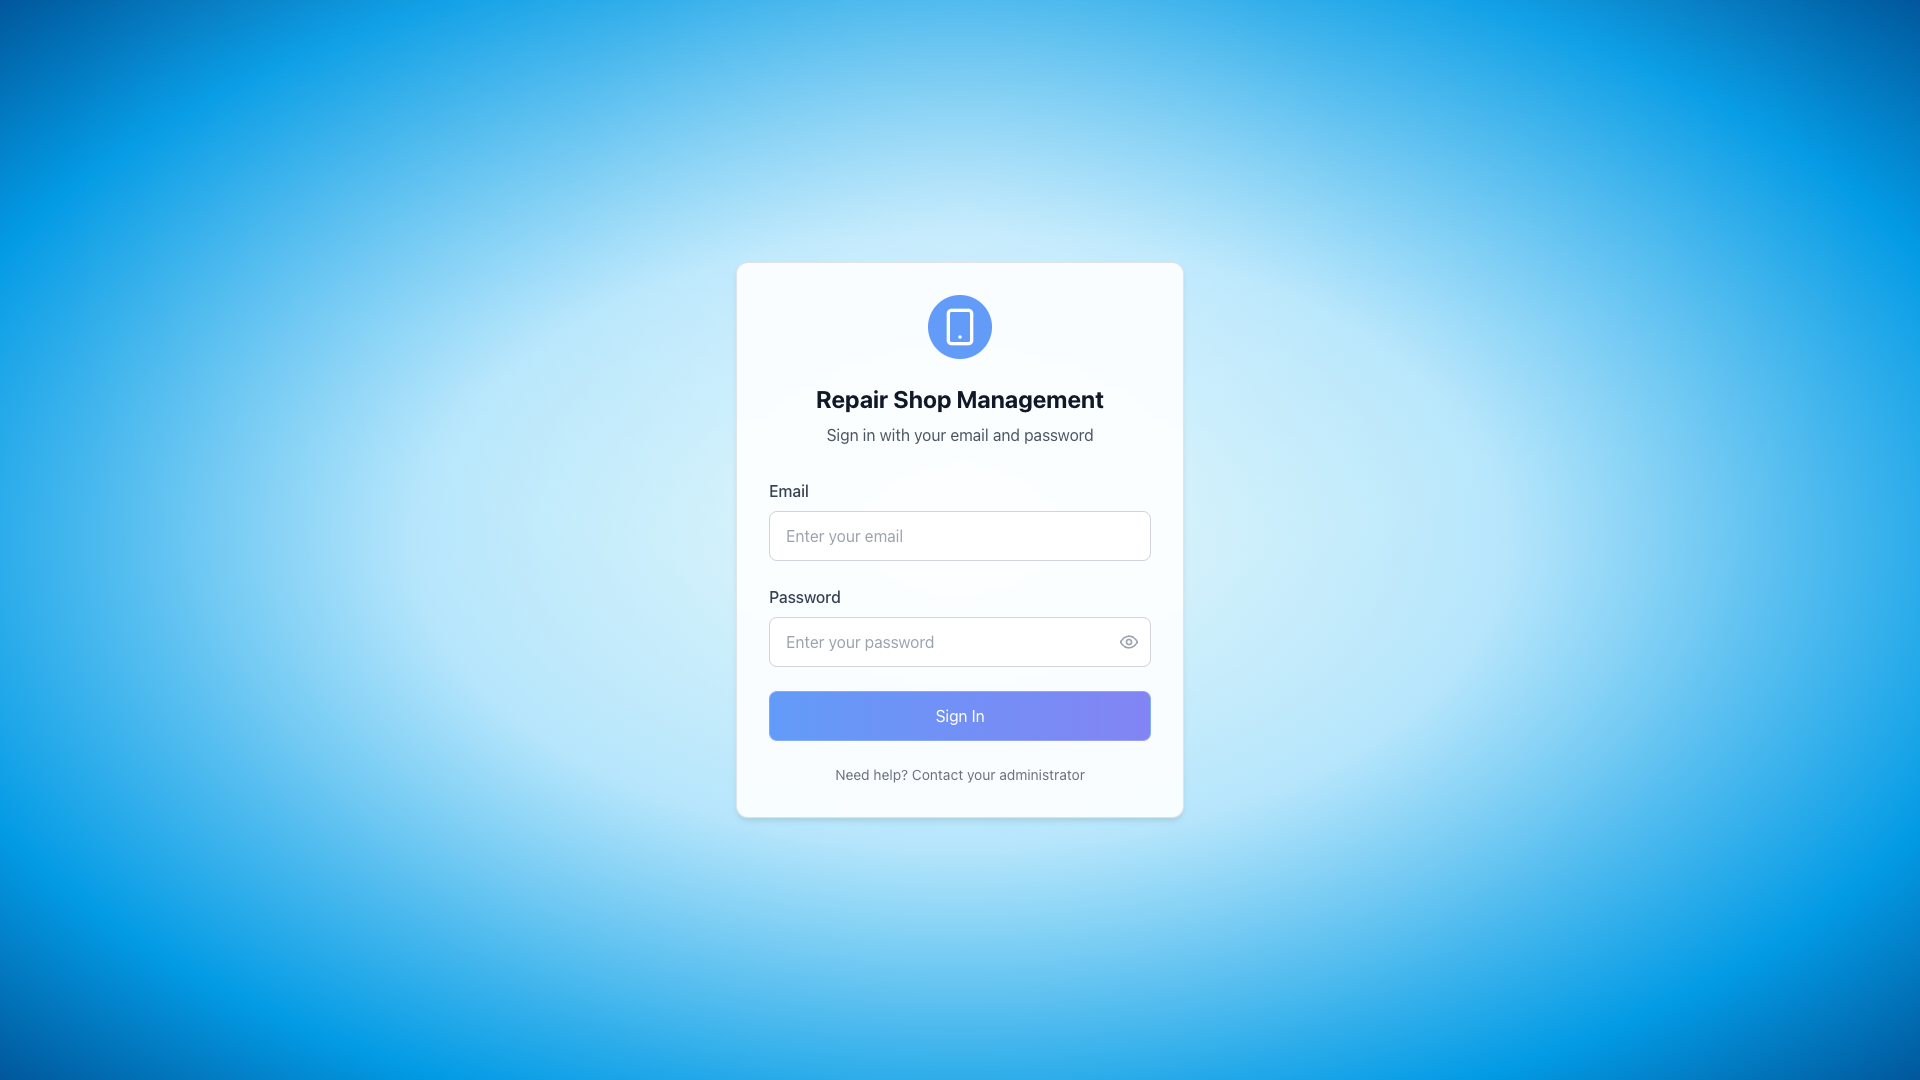 Repair Shop Management
Sign in with your email and password
Email
Enter your email
Password
Enter your password
Sign In
Need help? Contact your administrator